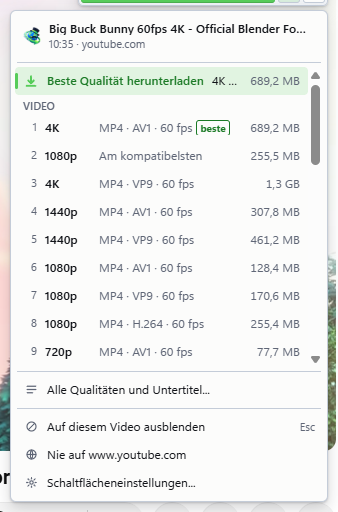 Big Buck Bunny 60fps 4K - Official Blender Fo...
10:35 · youtube.com
Beste Qualität herunterladen 4K ... 689,2 MB
VIDEO
1 4K MP4 · AV1 · 60 fps beste 689,2 MB
2 1080p Am kompatibelsten 255,5 MB
3 4K MP4 · VP9 · 60 fps 1,3 GB
4 1440p MP4 · AV1 · 60 fps 307,8 MB
5 1440p MP4 · VP9 · 60 fps 461,2 MB
6 1080p MP4 · AV1 · 60 fps 128,4 MB
7 1080p MP4 · VP9 · 60 fps 170,6 MB
8 1080p MP4 · H.264 · 60 fps 255,4 MB
9 720p MP4 · AV1 · 60 fps 77,7 MB
Alle Qualitäten und Untertitel...
Auf diesem Video ausblenden Esc
Nie auf www.youtube.com
Schaltflächeneinstellungen...